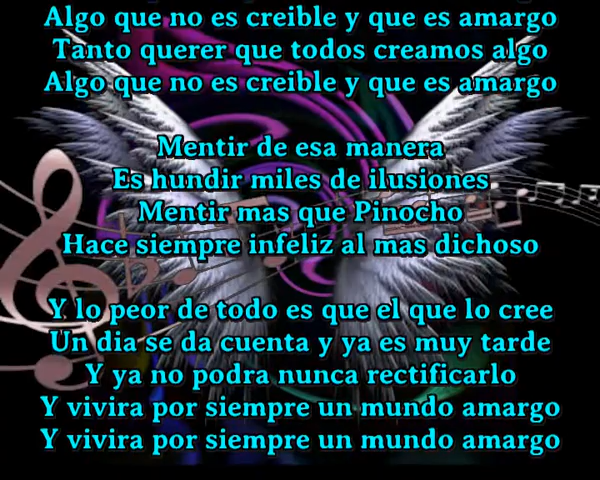 Algo que no es creible y que es amargo
Tanto querer que todos creamos algo
Algo que no es creible y que es amargo
Mentir de esa manera
Es hundir miles de ilusiones
Mentir mas que Pinocho
Hace siempre infeliz al mas dichoso
Y lo peor de todo es que el que lo cree
Un dia se da cuenta y ya es muy tarde
Y ya no podra nunca rectificarlo
Y vivira por siempre un mundo amargo
Y vivira por siempre un mundo amargo